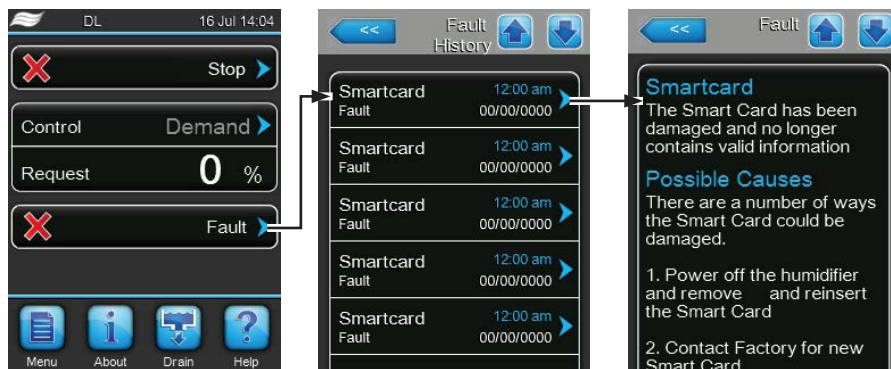 DL 16 Jul 14:04
Stop
Control Demand
Request 0 %
Fault
Menu About Drain Help
<< Fault
History
Smartcard 12:00 am
Fault 00/00/0000
Smartcard 12:00 am
Fault 00/00/0000
Smartcard 12:00 am
Fault 00/00/0000
Smartcard 12:00 am
Fault 00/00/0000
Smartcard 12:00 am
Fault 00/00/0000
<< Fault
Smartcard
The Smart Card has been
damaged and no longer
contains valid information
Possible Causes
There are a number of ways
the Smart Card could be
damaged.
1. Power off the humidifier
and remove and reinsert
the Smart Card
2. Contact Factory for new
Smart Card